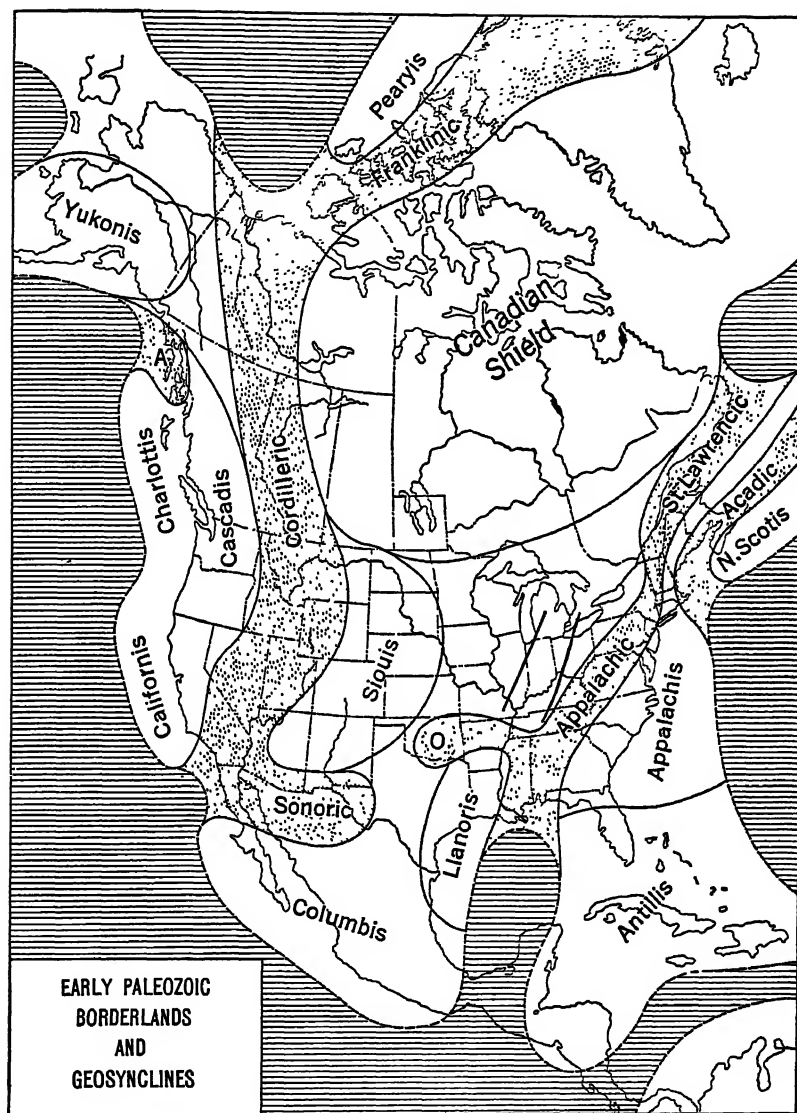 Pearyis
Franklinic
Yukonis
Canadian
Shield
A
St. Lawrencic
Charlottis
Cascadis
Cordilleric
Acadic
N. Scotis
Californis
Siouis
Appalachic
O
Appalachis
Sonoric
Llanoris
Columbis
Antillis
EARLY PALEOZOIC
BORDERLANDS
AND
GEOSYNCLINES